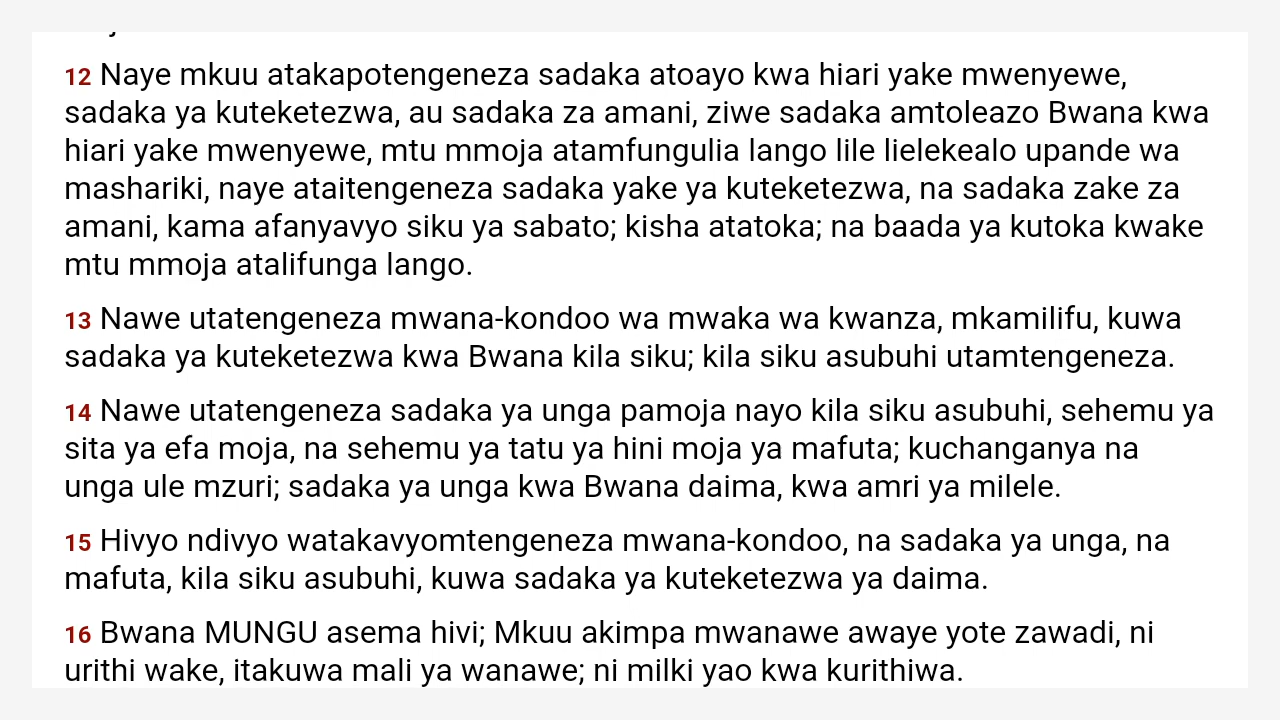 12 Naye mkuu atakapotengeneza sadaka atoayo kwa hiari yake mwenyewe,
sadaka ya kuteketezwa, au sadaka za amani, ziwe sadaka amtoleazo Bwana kwa
hiari yake mwenyewe, mtu mmoja atamfungulia lango lile lielekealo upande wa
mashariki, naye ataitengeneza sadaka yake ya kuteketezwa, na sadaka zake za
amani, kama afanyavyo siku ya sabato; kisha atatoka; na baada ya kutoka kwake
mtu mmoja atalifunga lango.
13 Nawe utatengeneza mwana-kondoo wa mwaka wa kwanza, mkamilifu, kuwa
sadaka ya kuteketezwa kwa Bwana kila siku; kila siku asubuhi utamtengeneza.
14 Nawe utatengeneza sadaka ya unga pamoja nayo kila siku asubuhi, sehemu ya
sita ya efa moja, na sehemu ya tatu ya hini moja ya mafuta; kuchanganya na
unga ule mzuri; sadaka ya unga kwa Bwana daima, kwa amri ya milele.
15 Hivyo ndivyo watakavyomtengeneza mwana-kondoo, na sadaka ya unga, na
mafuta, kila siku asubuhi, kuwa sadaka ya kuteketezwa ya daima.
16 Bwana MUNGU asema hivi; Mkuu akimpa mwanawe awaye yote zawadi, ni
urithi wake, itakuwa mali ya wanawe; ni milki yao kwa kurithiwa.